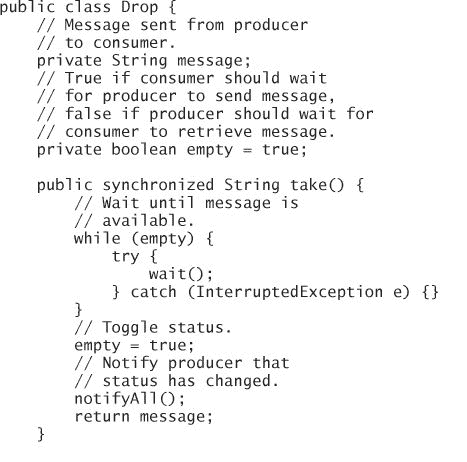 public class Drop {
    // Message sent from producer
    // to consumer.
    private String message;
    // True if consumer should wait
    // for producer to send message,
    // false if producer should wait for
    // consumer to retrieve message.
    private boolean empty = true;

    public synchronized String take() {
        // Wait until message is
        // available.
        while (empty) {
            try {
                wait();
            } catch (InterruptedException e) {}
        }
        // Toggle status.
        empty = true;
        // Notify producer that
        // status has changed.
        notifyAll();
        return message;
    }